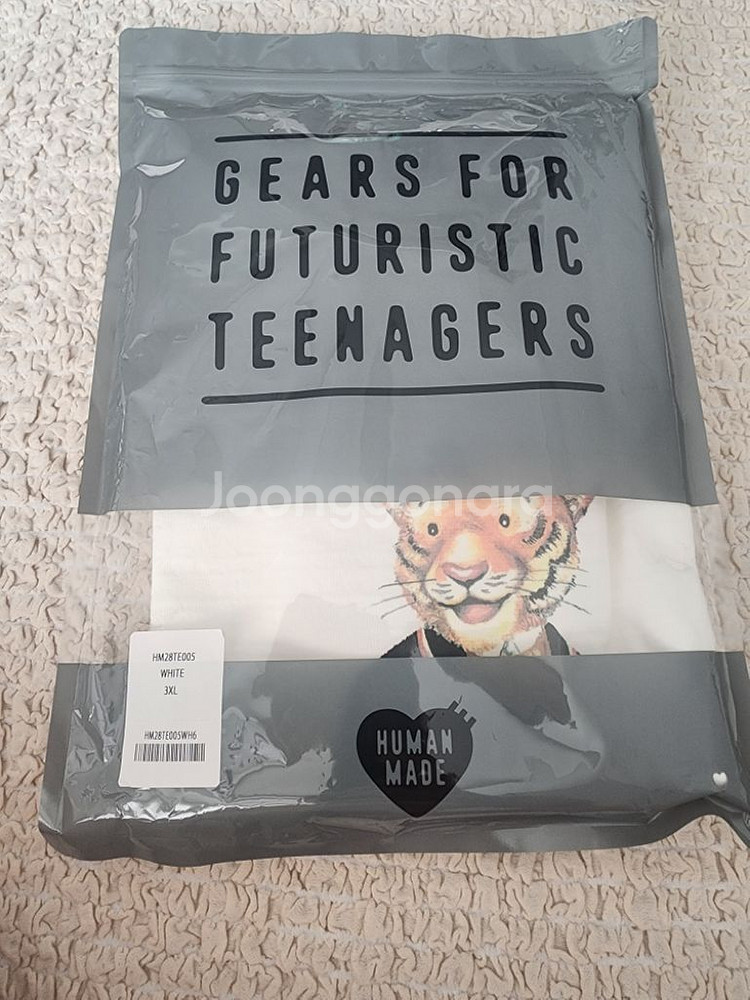 GEARS FOR
FUTURISTIC
TEENAGERS
Joonggonara
HM28TE005
WHITE
3XL
HM28TE005WH6
HUMAN
MADE